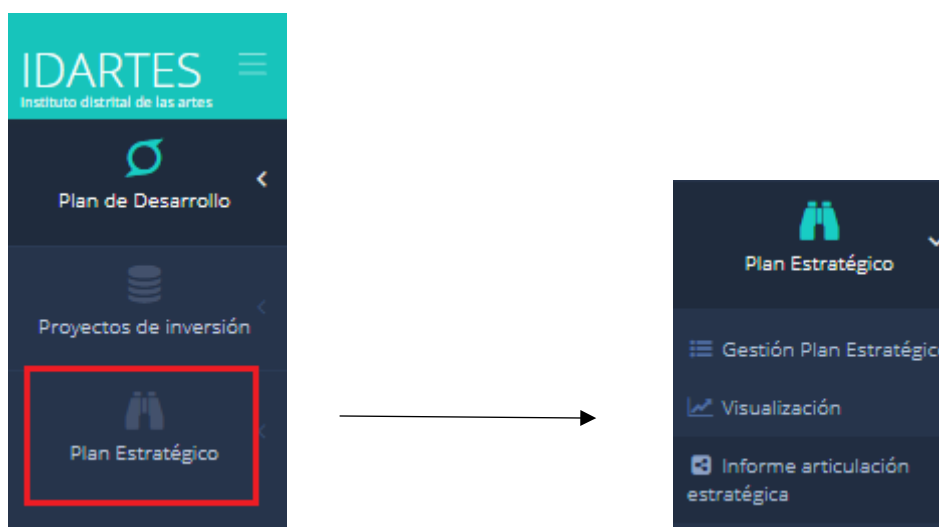 IDARTES
Instituto distrital de las artes
Plan de Desarrollo
Proyectos de inversión
Plan Estratégico
Plan Estratégico
Gestión Plan Estratégico
Visualización
Informe articulación
estratégica